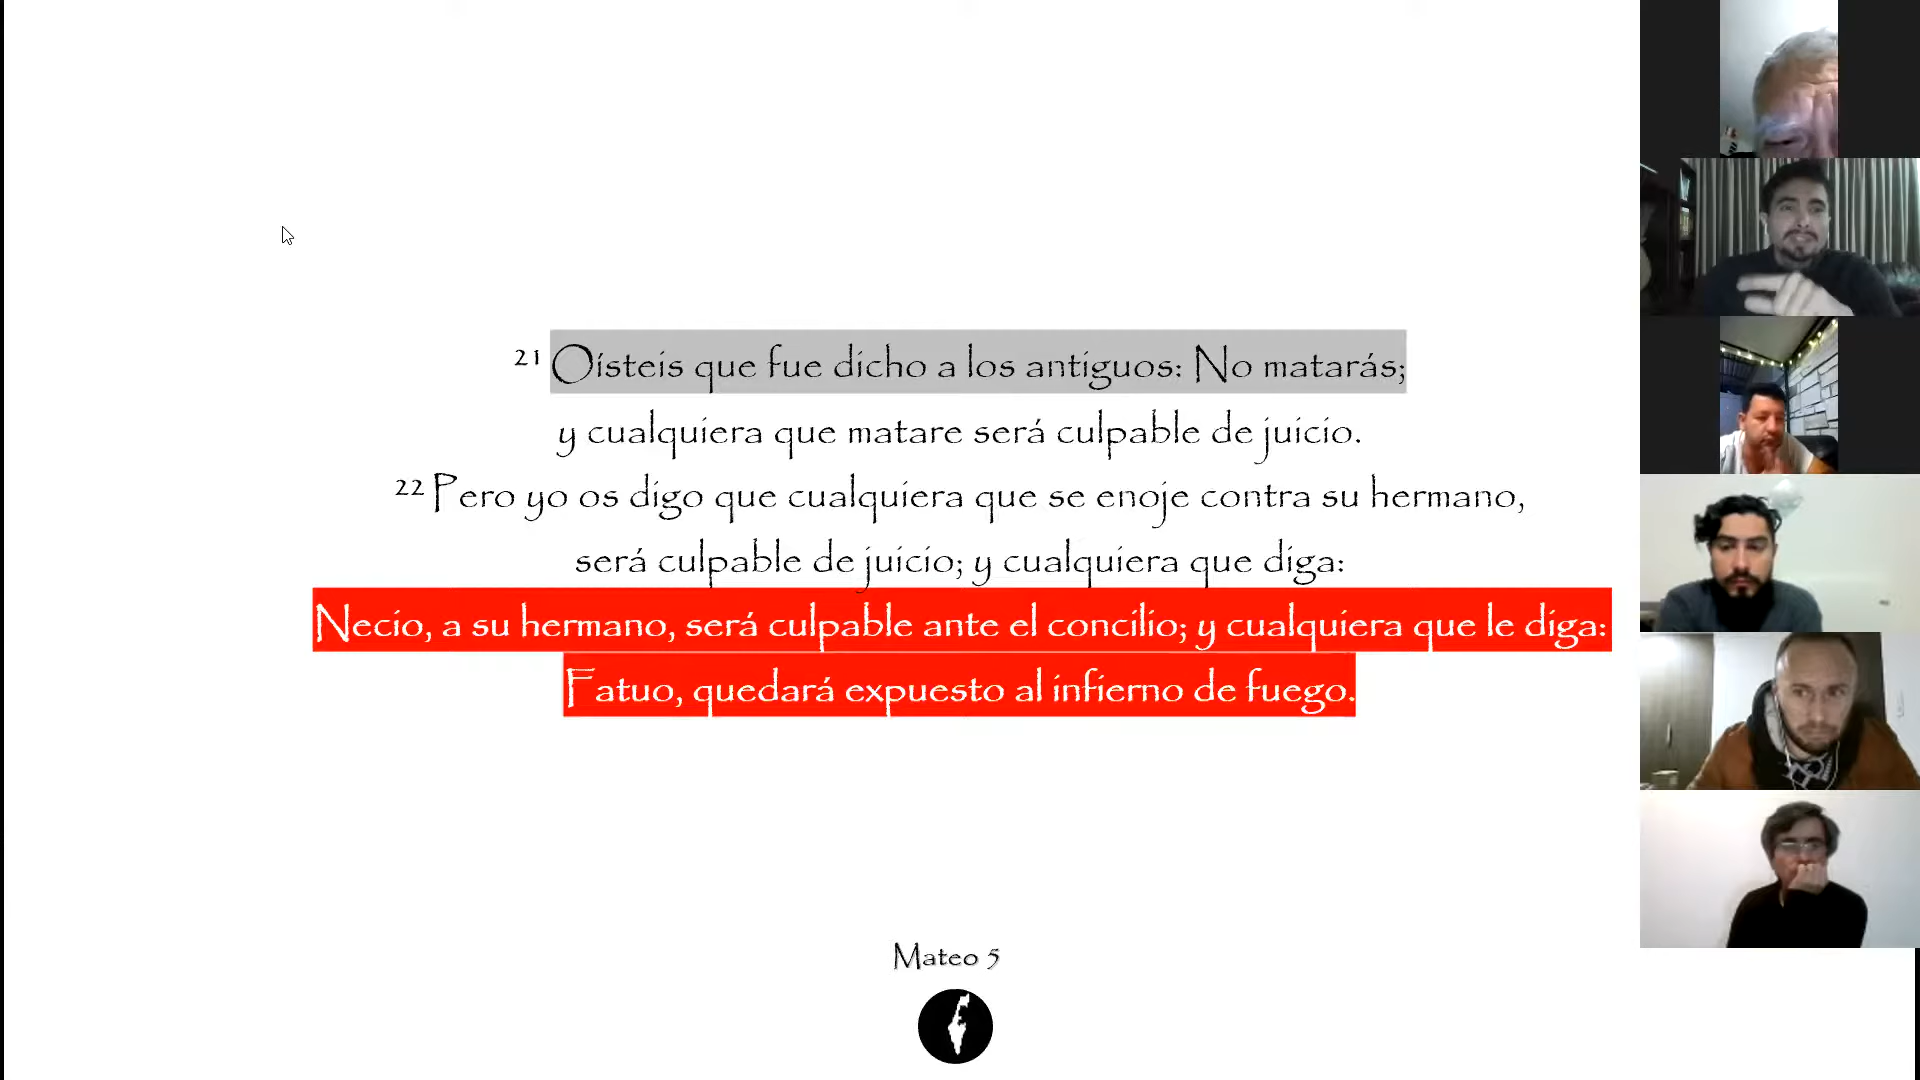 21 Oísteis que fue dicho a los antiguos: No matarás;
y cualquiera que matare será culpable de juicio.
22 Pero yo os digo que cualquiera que se enoje contra su hermano,
será culpable de juicio; y cualquiera que diga:
Necio, a su hermano, será culpable ante el concilio; y cualquiera que le diga:
Fatuo, quedará expuesto al infierno de fuego.
Mateo 5